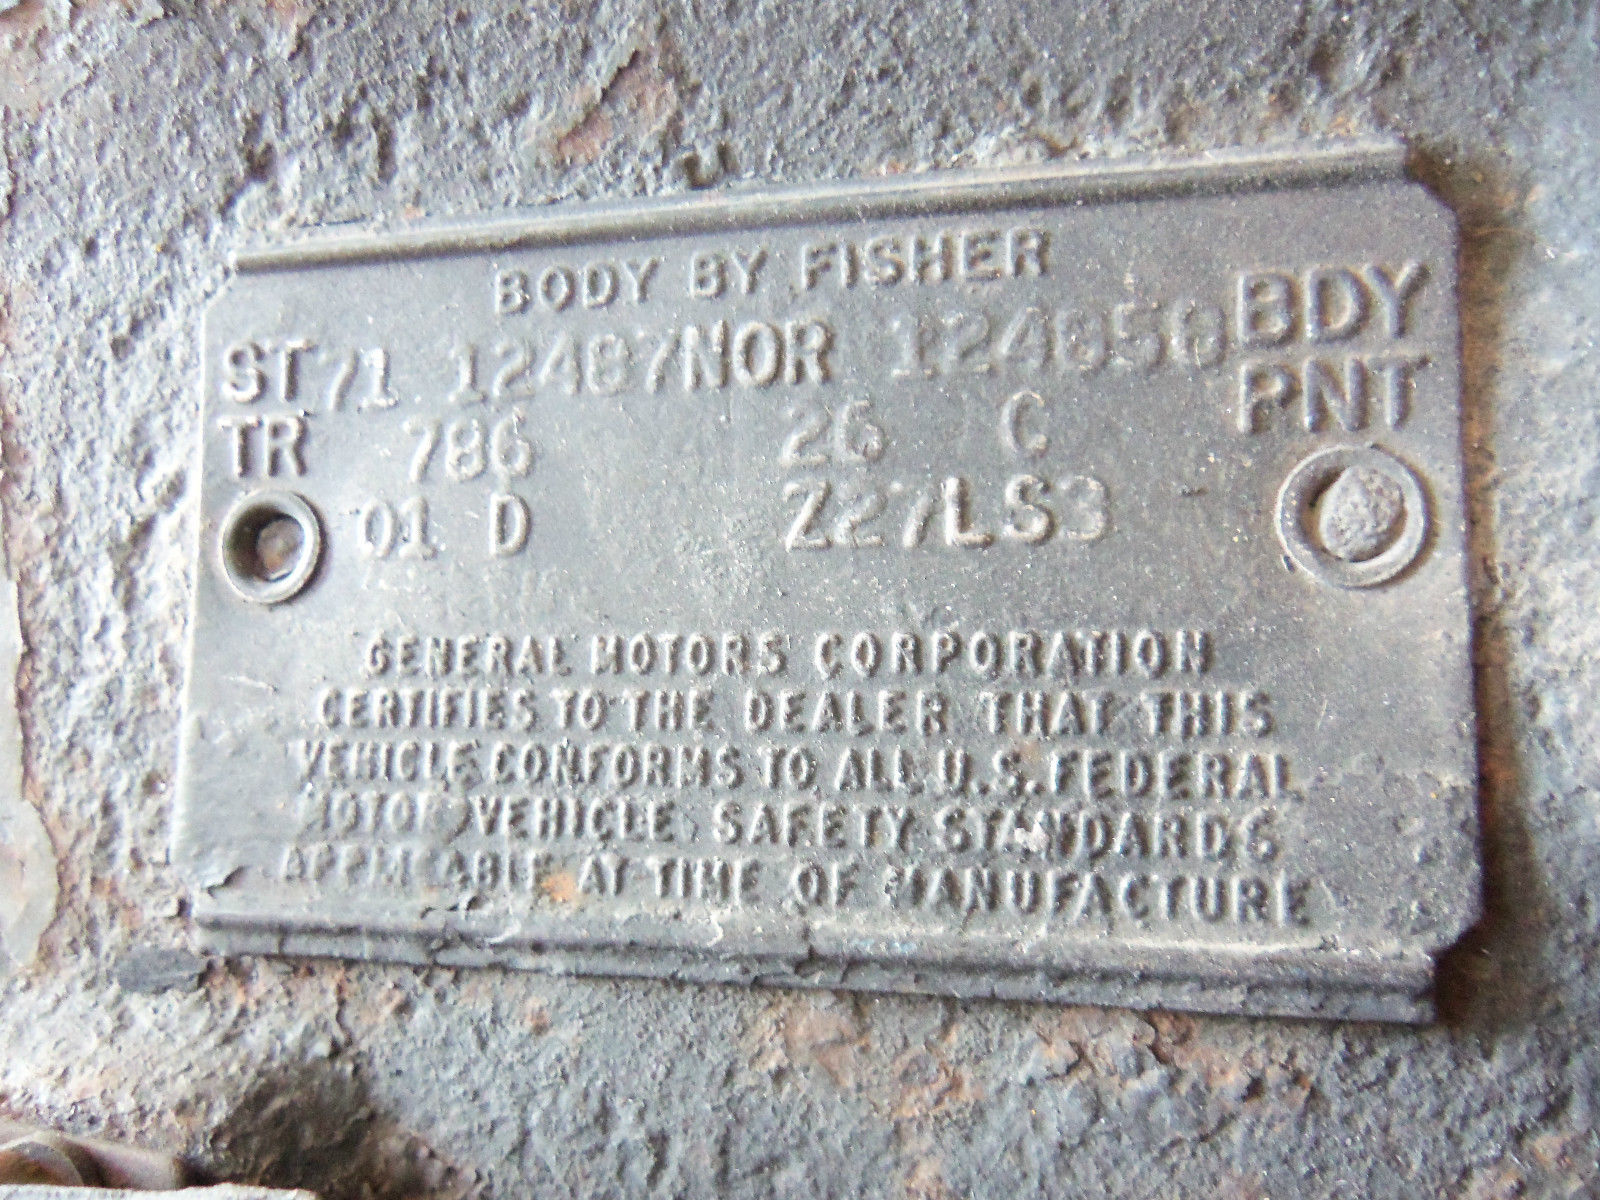 BODY BY FISHER
ST 71 12487 NOR 124050 BDY
TR 786 26 C PNT
01 D Z27LS3
GENERAL MOTORS CORPORATION
CERTIFIES TO THE DEALER THAT THIS
VEHICLE CONFORMS TO ALL U.S. FEDERAL
MOTOR VEHICLE SAFETY STANDARDS
APPLICABLE AT TIME OF MANUFACTURE